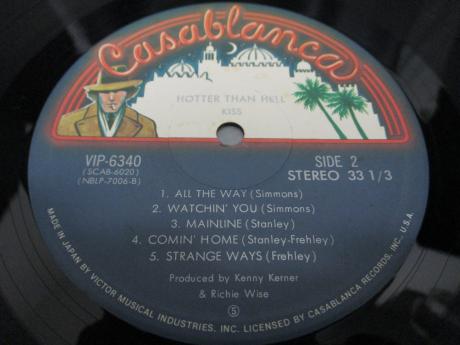 Casablanca
HOTTER THAN HELL
KISS
VIP-6340
(SCAB-6020)
(NBLP-7006-B)
SIDE 2
STEREO 33 1/3
1. ALL THE WAY (Simmons)
2. WATCHIN' YOU (Simmons)
3. MAINLINE (Stanley)
4. COMIN' HOME (Stanley-Frehley)
5. STRANGE WAYS (Frehley)
Produced by Kenny Kerner
& Richie Wise
5
MADE IN JAPAN BY VICTOR MUSICAL INDUSTRIES, INC. LICENSED BY CASABLANCA RECORDS, INC., U.S.A.